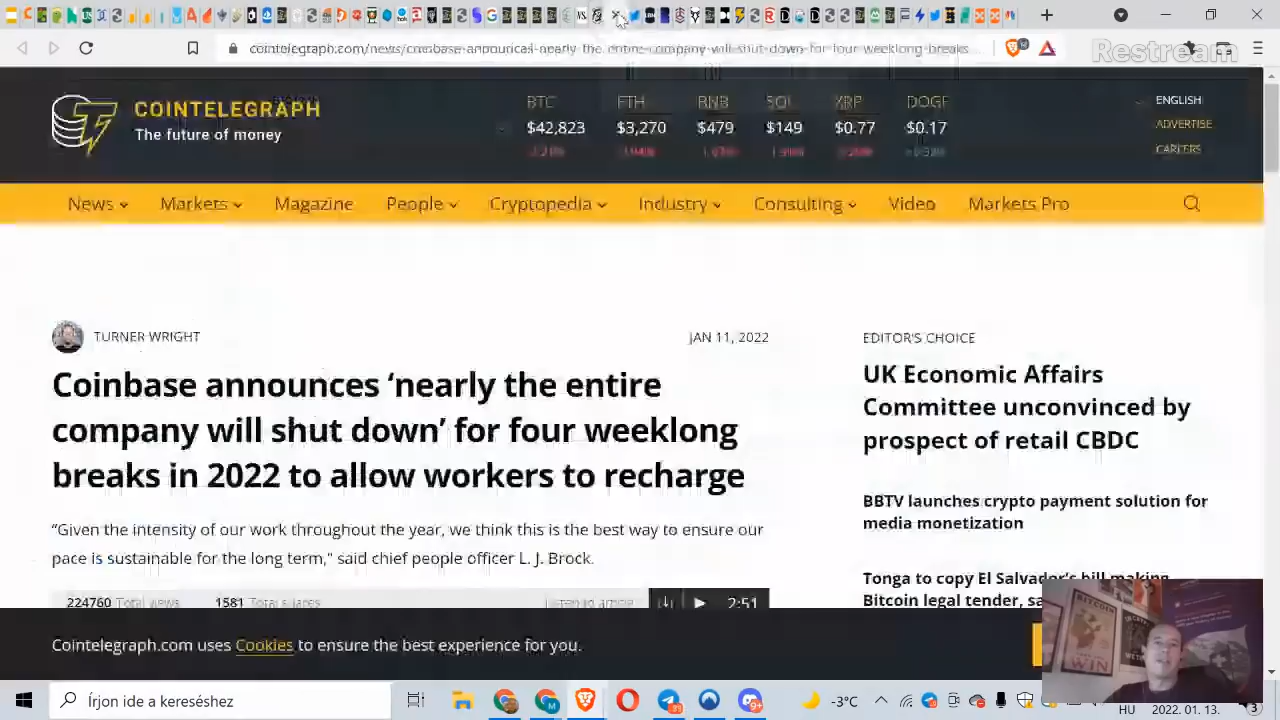 cointelegraph.com/news/coinbase-announces-nearly-the-entire-company-will-shut-down-for-four-weeklong-breaks
Restream
COINTELEGRAPH
The future of money
BTC ETH BNB SOL XRP DOGE
$42,823 $3,270 $479 $149 $0.77 $0.17
ENGLISH
ADVERTISE
CAREERS
News Markets Magazine People Cryptopedia Industry Consulting Video Markets Pro
TURNER WRIGHT
JAN 11, 2022
Coinbase announces ‘nearly the entire
company will shut down’ for four weeklong
breaks in 2022 to allow workers to recharge
“Given the intensity of our work throughout the year, we think this is the best way to ensure our
pace is sustainable for the long term," said chief people officer L. J. Brock.
224760 Total views 1581 Total shares Listen to article 2:51
EDITOR'S CHOICE
UK Economic Affairs
Committee unconvinced by
prospect of retail CBDC
BBTV launches crypto payment solution for
media monetization
Tonga to copy El Salvador's bill making
Bitcoin legal tender,
Cointelegraph.com uses Cookies to ensure the best experience for you.
BITCOIN
WIN
Írjon ide a kereséshez
-3°C
HU
2022. 01. 13.